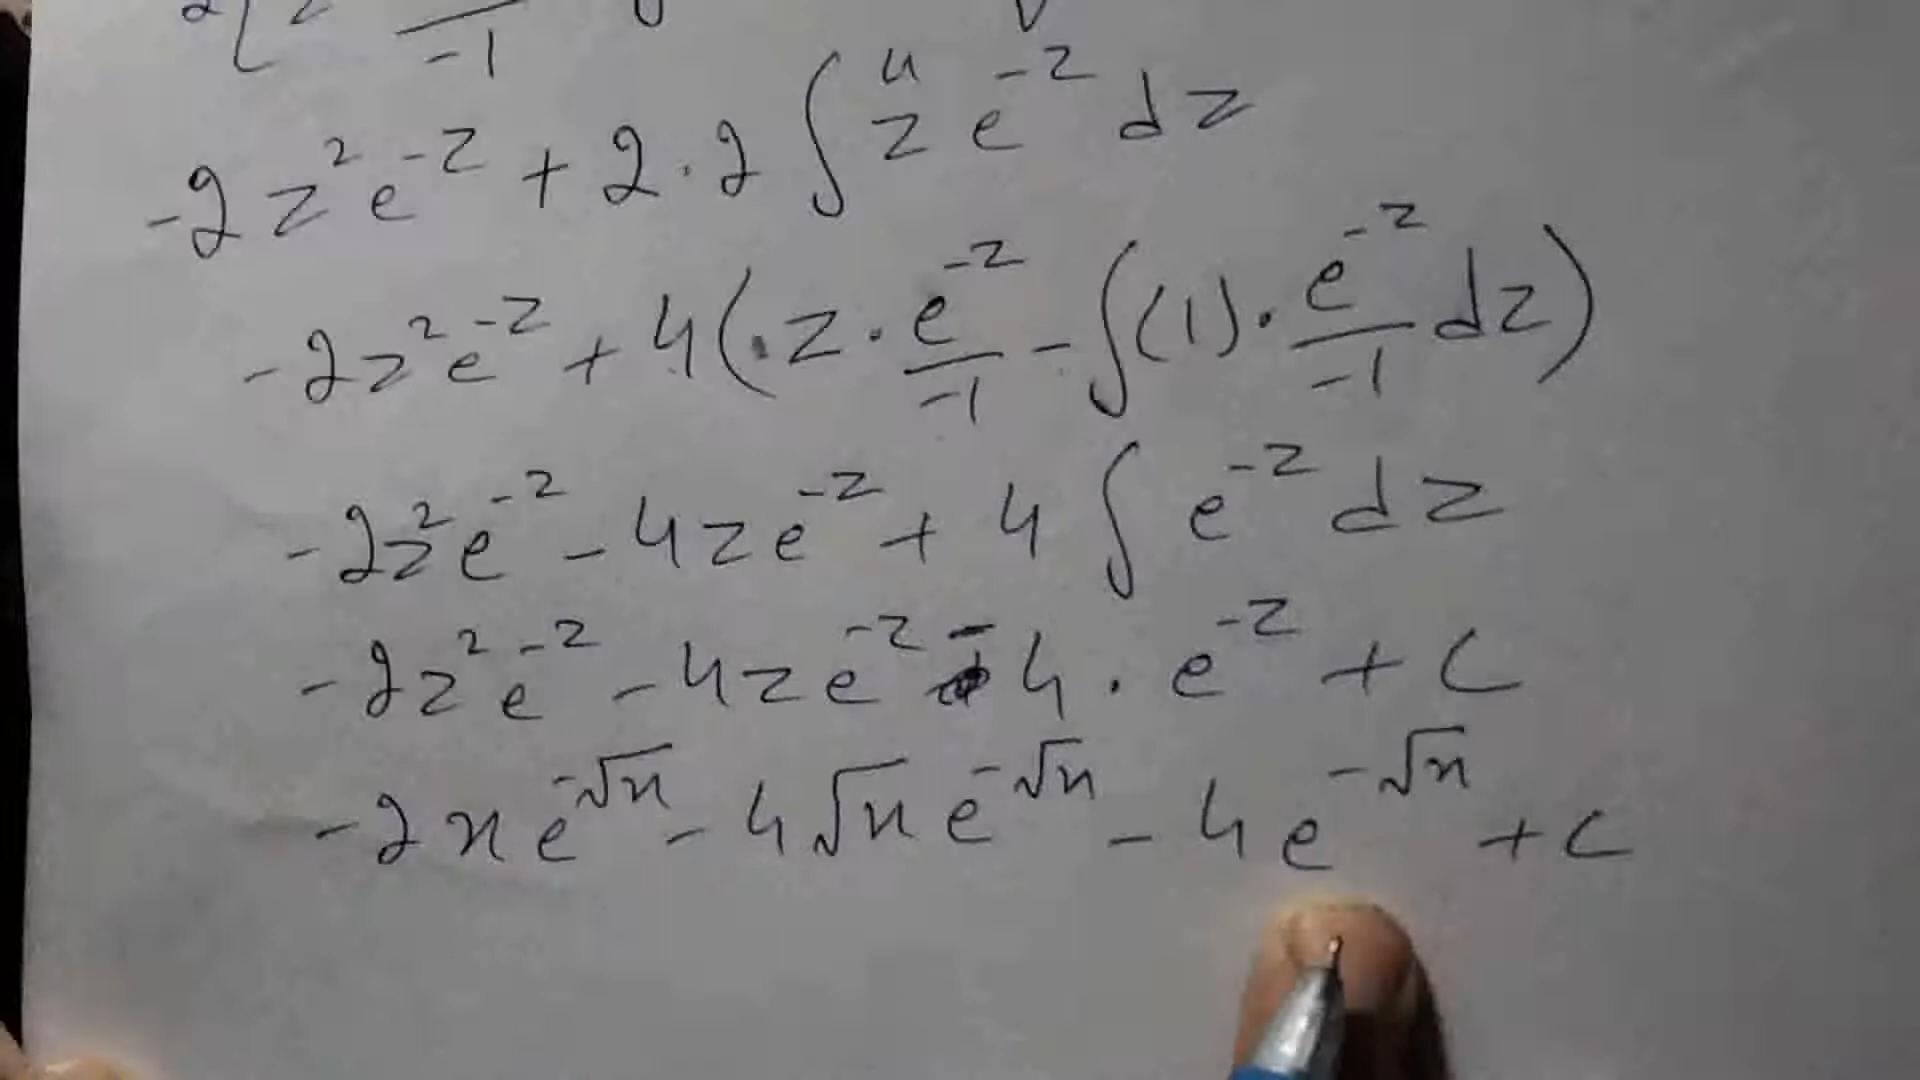 -2z²e^-z + 2·2 ∫ z e^-z dz
-2z²e^-z + 4(·z·e^-z/-1 - ∫(1)·e^-z/-1 dz)
-2z²e^-z - 4ze^-z + 4 ∫ e^-z dz
-2z²e^-z - 4ze^-z - 4·e^-z + c
-2x e^-√x - 4√x e^-√x - 4e^-√x + c